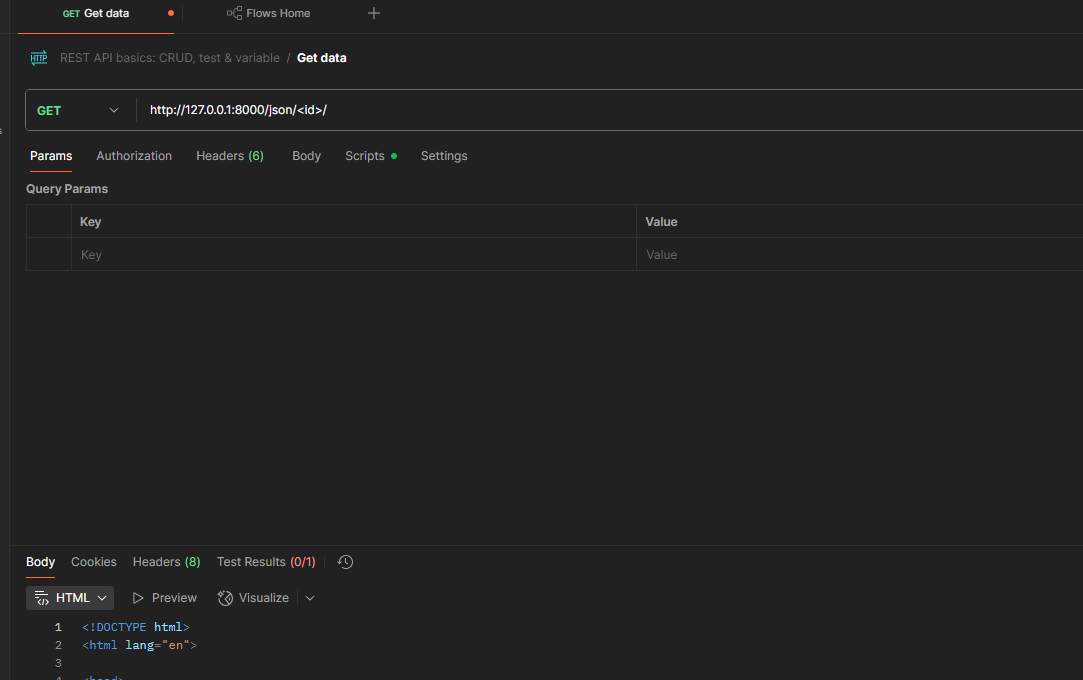 GET Get data
Flows Home
HTTP REST API basics: CRUD, test & variable / Get data
GET http://127.0.0.1:8000/json/<id>/
Params Authorization Headers (6) Body Scripts Settings
Query Params
Key Value
Key Value
Body Cookies Headers (8) Test Results (0/1)
HTML Preview Visualize
1 <!DOCTYPE html>
2 <html lang="en">
3
4 <head>